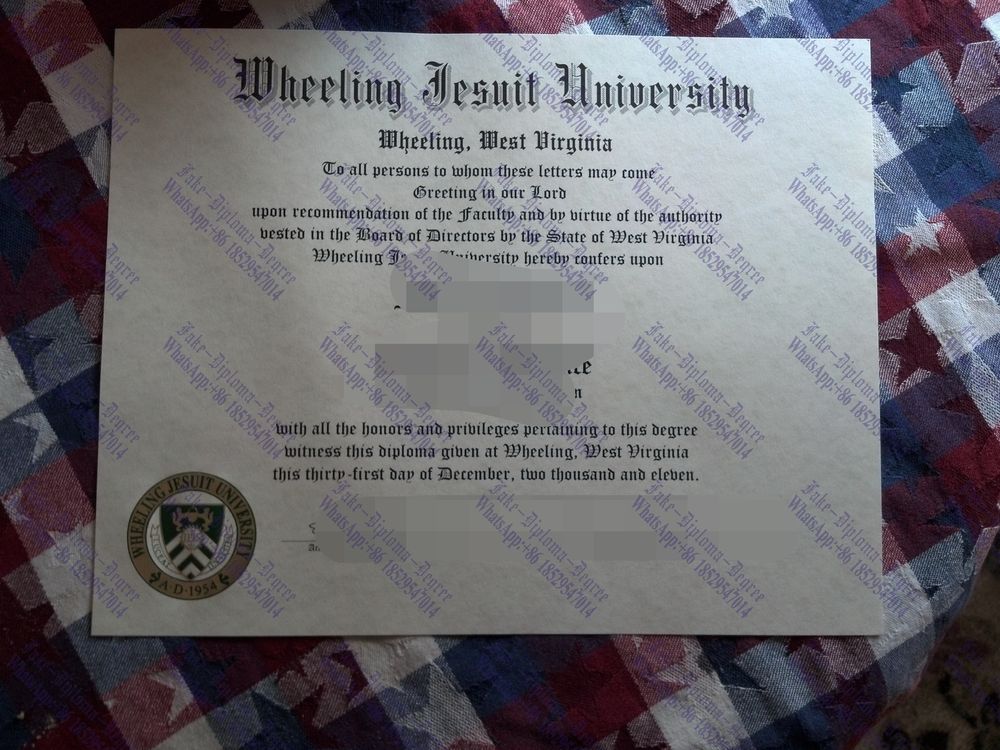 Wheeling Jesuit University
Wheeling, West Virginia
To all persons to whom these letters may come
Greeting in our Lord
upon recommendation of the Faculty and by virtue of the authority
vested in the Board of Directors by the State of West Virginia
Wheeling University hereby confers upon
with all the honors and privileges pertaining to this degree
witness this diploma given at Wheeling, West Virginia
this thirty-first day of December, two thousand and eleven.
WHEELING JESUIT UNIVERSITY
A·D·1954
Fake-Diploma-Degree
WhatsApp:+86 18529547014